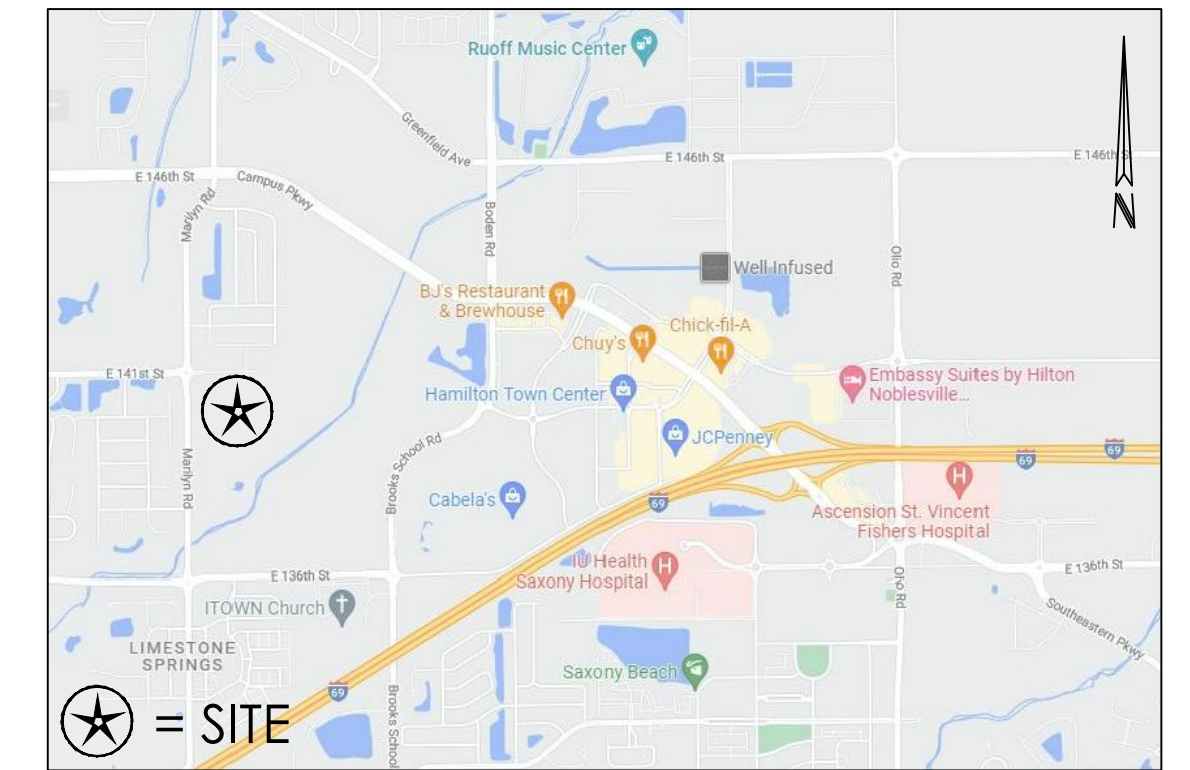 Ruoff Music Center
Greenfield Ave
E 146th St
E 146th St
E 146th St
Campus Pkwy
Marilyn Rd
N
Boden Rd
Olio Rd
Well Infused
BJ's Restaurant
& Brewhouse
Chick-fil-A
Chuy's
E 141st St
Embassy Suites by Hilton
Noblesville...
Hamilton Town Center
JCPenney
Brooks School Rd
Marilyn Rd
69
69
69
Cabela's
Ascension St. Vincent
Fishers Hospital
H
IU Health
Saxony Hospital
H
E 136th St
E 136th St
Olio Rd
ITOWN Church
Southeastern Pkwy
LIMESTONE
SPRINGS
Saxony Beach
69
Brooks School
= SITE